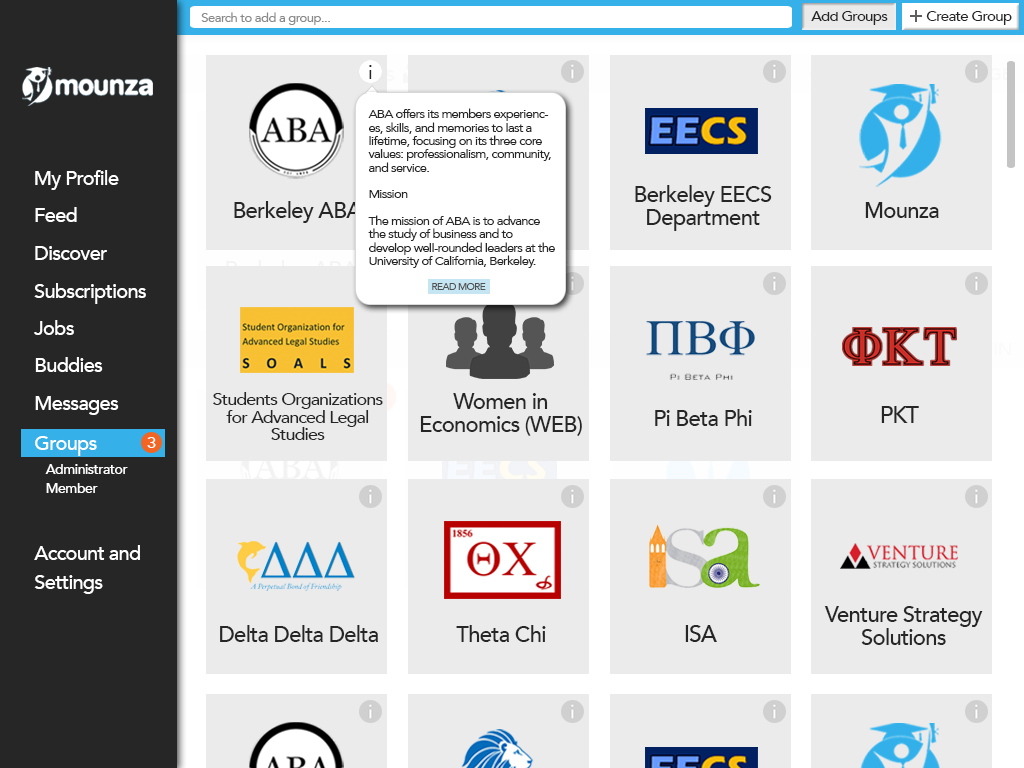 Search to add a group...
Add Groups
+ Create Group
mounza
My Profile
Feed
Discover
Subscriptions
Jobs
Buddies
Messages
Groups
3
Administrator
Member
Account and
Settings
ABA
Berkeley ABA
i
ABA offers its members experienc-
es, skills, and memories to last a
lifetime, focusing on its three core
values: professionalism, community,
and service.
Mission
The mission of ABA is to advance
the study of business and to
develop well-rounded leaders at the
University of California, Berkeley.
READ MORE
i
i
EECS
Berkeley EECS
Department
i
Mounza
Student Organization for
Advanced Legal Studies
S O A L S
Students Organizations
for Advanced Legal
Studies
i
Women in
Economics (WEB)
i
ΠΒΦ
PI BETA PHI
Pi Beta Phi
i
ΦΚΤ
PKT
i
ΔΔΔ
A Perpetual Bond of Friendship
Delta Delta Delta
i
1856
ΘΧ
Theta Chi
i
isa
ISA
i
VENTURE
STRATEGY SOLUTIONS
Venture Strategy
Solutions
i
ABA
i
i
EECS
i